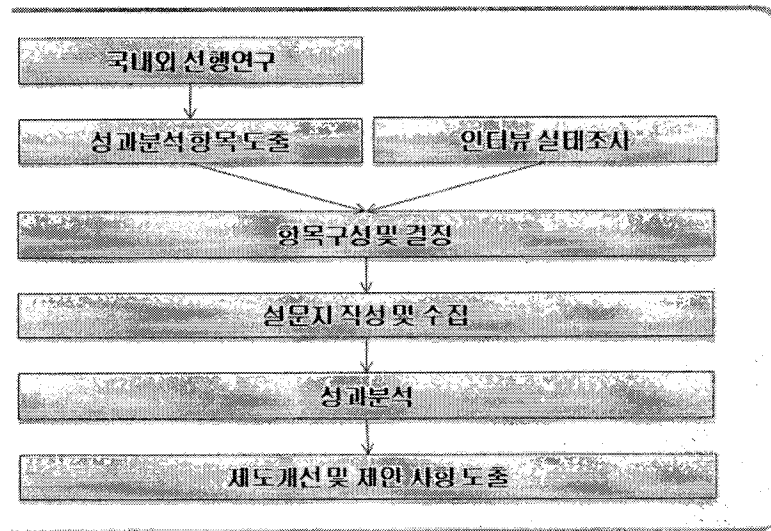 국내외 선행연구
성과분석 항목 도출
인터뷰 실태조사
항목구성 및 결정
설문지 작성 및 수집
성과분석
제도개선 및 제안 사항 도출